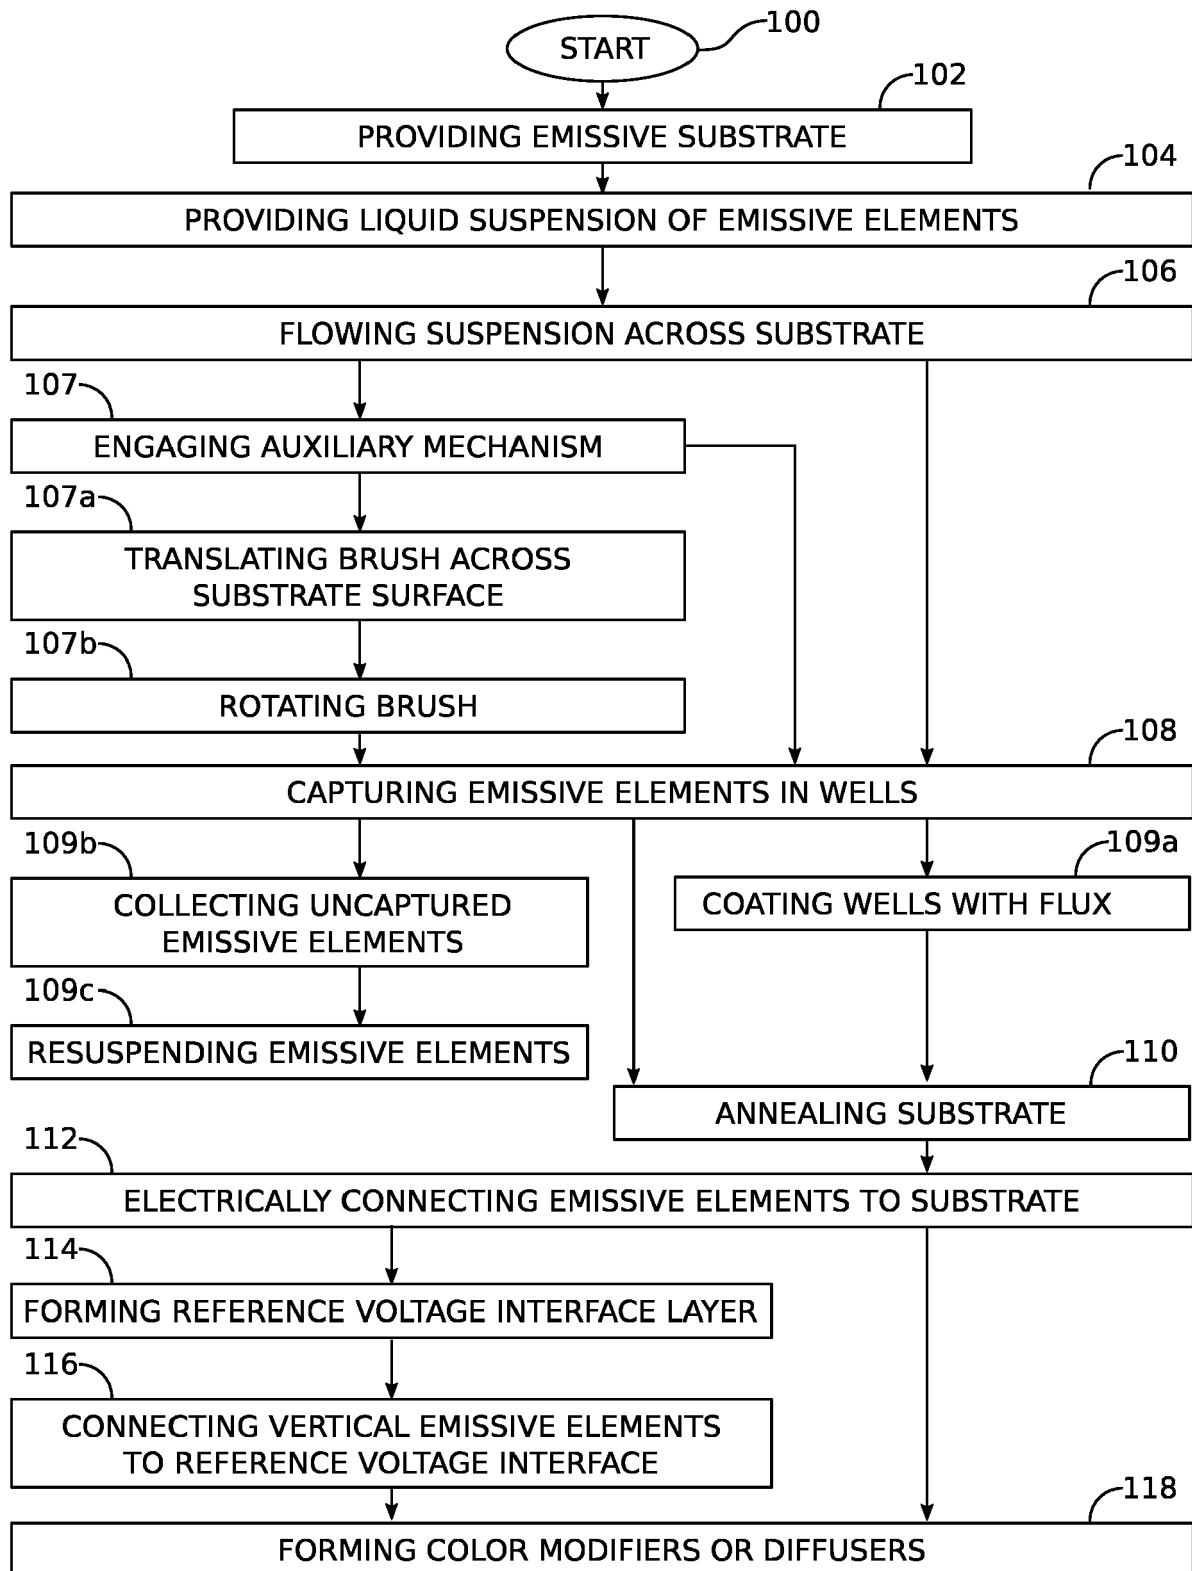 START
100
102
PROVIDING EMISSIVE SUBSTRATE
104
PROVIDING LIQUID SUSPENSION OF EMISSIVE ELEMENTS
106
FLOWING SUSPENSION ACROSS SUBSTRATE
107
ENGAGING AUXILIARY MECHANISM
107a
TRANSLATING BRUSH ACROSS
SUBSTRATE SURFACE
107b
ROTATING BRUSH
108
CAPTURING EMISSIVE ELEMENTS IN WELLS
109b
109a
COLLECTING UNCAPTURED
EMISSIVE ELEMENTS
COATING WELLS WITH FLUX
109c
RESUSPENDING EMISSIVE ELEMENTS
110
ANNEALING SUBSTRATE
112
ELECTRICALLY CONNECTING EMISSIVE ELEMENTS TO SUBSTRATE
114
FORMING REFERENCE VOLTAGE INTERFACE LAYER
116
CONNECTING VERTICAL EMISSIVE ELEMENTS
TO REFERENCE VOLTAGE INTERFACE
118
FORMING COLOR MODIFIERS OR DIFFUSERS